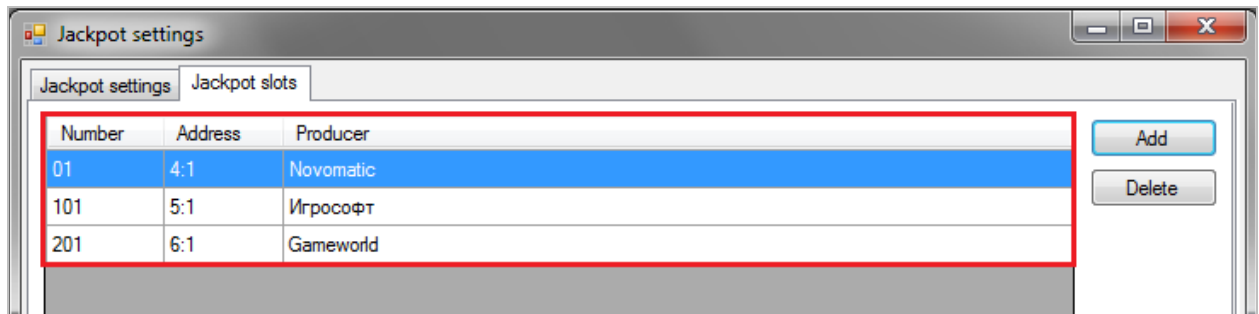 Jackpot settings
Jackpot settings Jackpot slots
Number Address Producer
Add
01 4:1 Novomatic
Delete
101 5:1 Игрософт
201 6:1 Gameworld